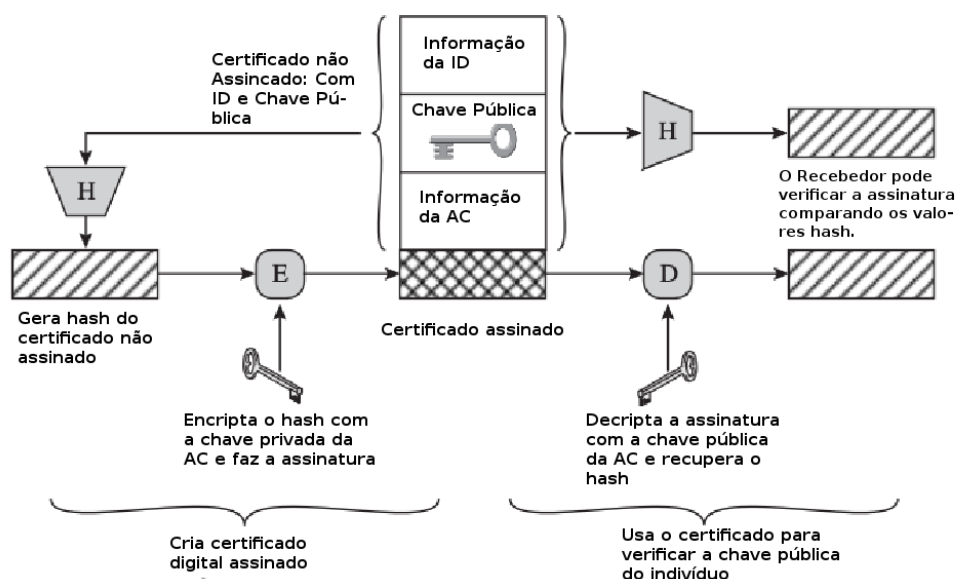 Certificado não
Assincado: Com
ID e Chave Pú-
blica
Informação
da ID
Chave Pública
Informação
da AC
H
H
O Recebedor pode
verificar a assinatura
comparando os valo-
res hash.
E
D
Gera hash do
certificado não
assinado
Certificado assinado
Encripta o hash com
a chave privada da
AC e faz a assinatura
Decripta a assinatura
com a chave pública
da AC e recupera o
hash
Cria certificado
digital assinado
Usa o certificado para
verificar a chave pública
do indivíduo